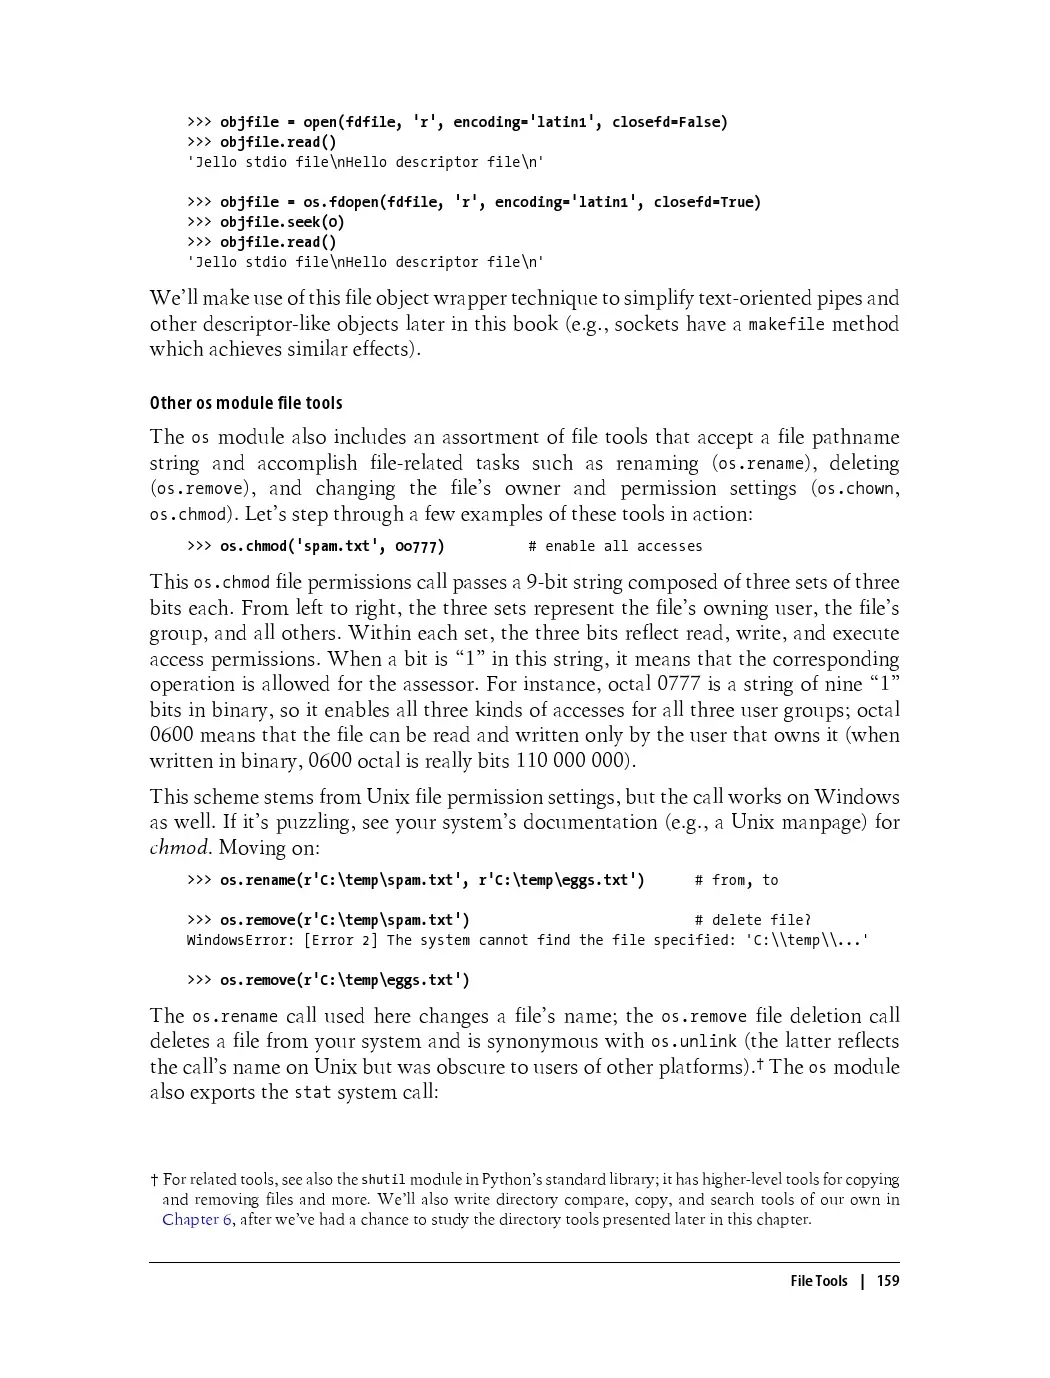 >>> objfile = open(fdfile, 'r', encoding='latin1', closefd=False)
>>> objfile.read()
'Jello stdio file\nHello descriptor file\n'
>>> objfile = os.fdopen(fdfile, 'r', encoding='latin1', closefd=True)
>>> objfile.seek(0)
>>> objfile.read()
'Jello stdio file\nHello descriptor file\n'
We’ll make use of this file object wrapper technique to simplify text-oriented pipes and
other descriptor-like objects later in this book (e.g., sockets have a makefile method
which achieves similar effects).
Other os module file tools
The os module also includes an assortment of file tools that accept a file pathname
string and accomplish file-related tasks such as renaming (os.rename), deleting
(os.remove), and changing the file’s owner and permission settings (os.chown,
os.chmod). Let’s step through a few examples of these tools in action:
>>> os.chmod('spam.txt', 0o777) # enable all accesses
This os.chmod file permissions call passes a 9-bit string composed of three sets of three
bits each. From left to right, the three sets represent the file’s owning user, the file’s
group, and all others. Within each set, the three bits reflect read, write, and execute
access permissions. When a bit is “1” in this string, it means that the corresponding
operation is allowed for the assessor. For instance, octal 0777 is a string of nine “1”
bits in binary, so it enables all three kinds of accesses for all three user groups; octal
0600 means that the file can be read and written only by the user that owns it (when
written in binary, 0600 octal is really bits 110 000 000).
This scheme stems from Unix file permission settings, but the call works on Windows
as well. If it’s puzzling, see your system’s documentation (e.g., a Unix manpage) for
chmod. Moving on:
>>> os.rename(r'C:\temp\spam.txt', r'C:\temp\eggs.txt') # from, to
>>> os.remove(r'C:\temp\spam.txt') # delete file?
WindowsError: [Error 2] The system cannot find the file specified: 'C:\\temp\\...'
>>> os.remove(r'C:\temp\eggs.txt')
The os.rename call used here changes a file’s name; the os.remove file deletion call
deletes a file from your system and is synonymous with os.unlink (the latter reflects
the call’s name on Unix but was obscure to users of other platforms).† The os module
also exports the stat system call:
† For related tools, see also the shutil module in Python’s standard library; it has higher-level tools for copying
and removing files and more. We’ll also write directory compare, copy, and search tools of our own in
Chapter 6, after we’ve had a chance to study the directory tools presented later in this chapter.
File Tools | 159